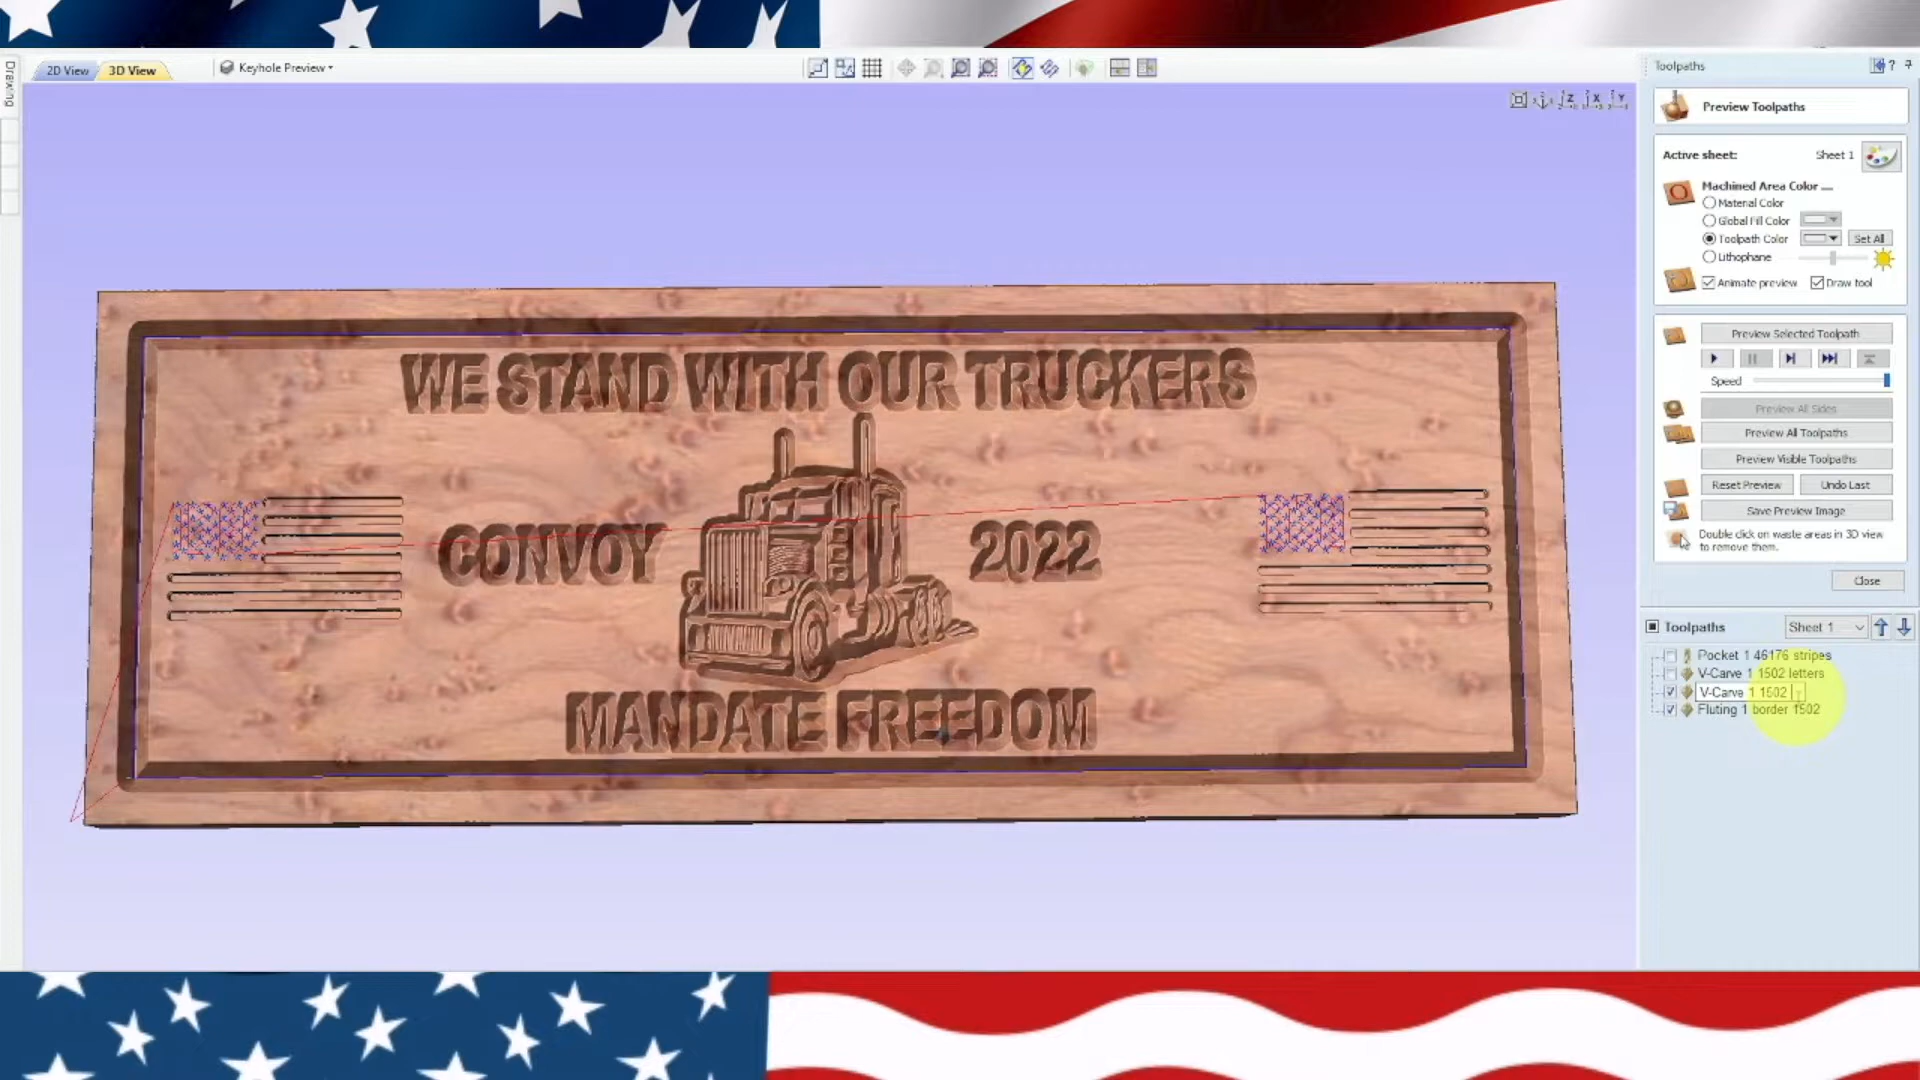 Drawing
2D View
3D View
Keyhole Preview
Z X Y
WE STAND WITH OUR TRUCKERS
CONVOY
2022
MANDATE FREEDOM
Toolpaths
?
Preview Toolpaths
Active sheet: Sheet 1
Machined Area Color
Material Color
Global Fill Color
Toolpath Color
Set All
Lithophane
Animate preview
Draw tool
Preview Selected Toolpath
Speed
Preview All Sides
Preview All Toolpaths
Preview Visible Toolpaths
Reset Preview
Undo Last
Save Preview Image
Double click on waste areas in 3D view
to remove them.
Close
Toolpaths
Sheet 1
Pocket 1 46176 stripes
V-Carve 1 1502 letters
V-Carve 1 1502
Fluting 1 border 1502